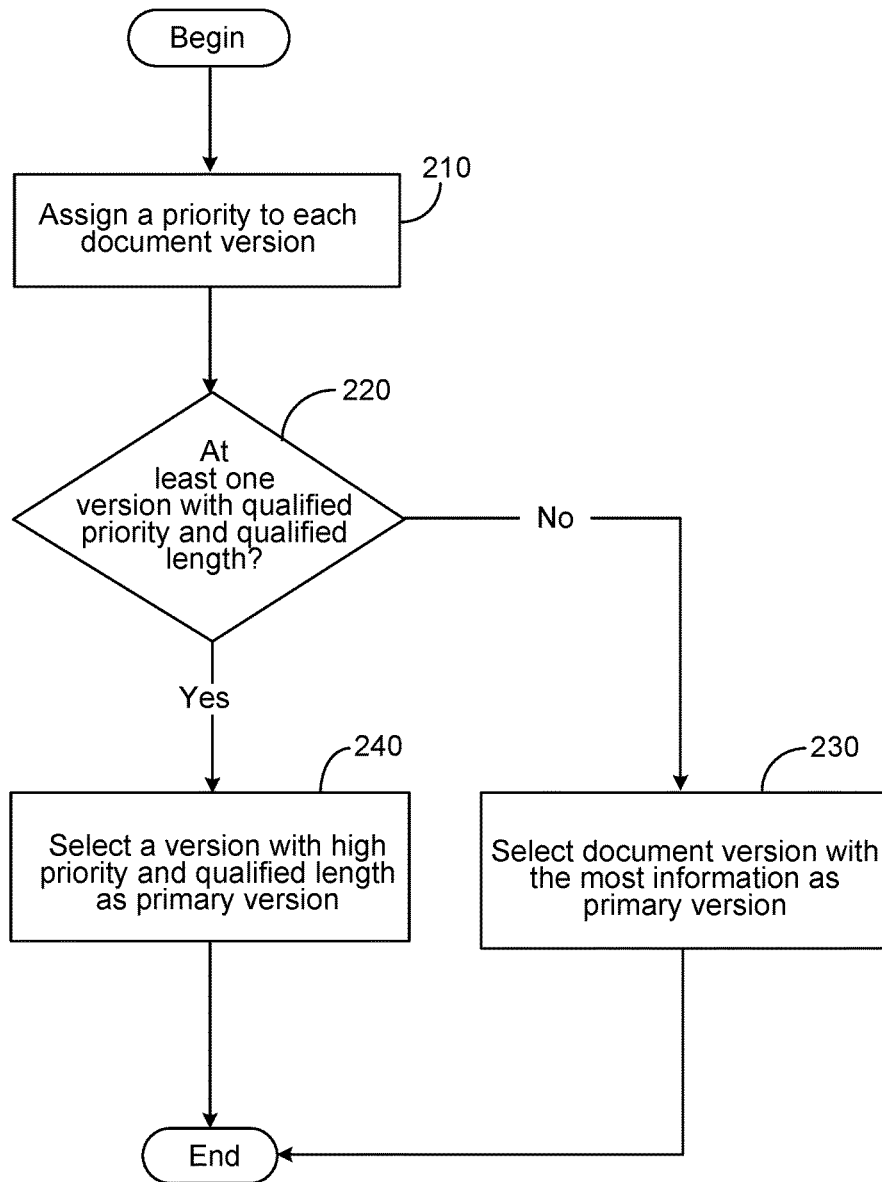 Begin
210
Assign a priority to each
document version
220
At
least one
version with qualified
priority and qualified
length?
No
Yes
240
Select a version with high
priority and qualified length
as primary version
230
Select document version with
the most information as
primary version
End